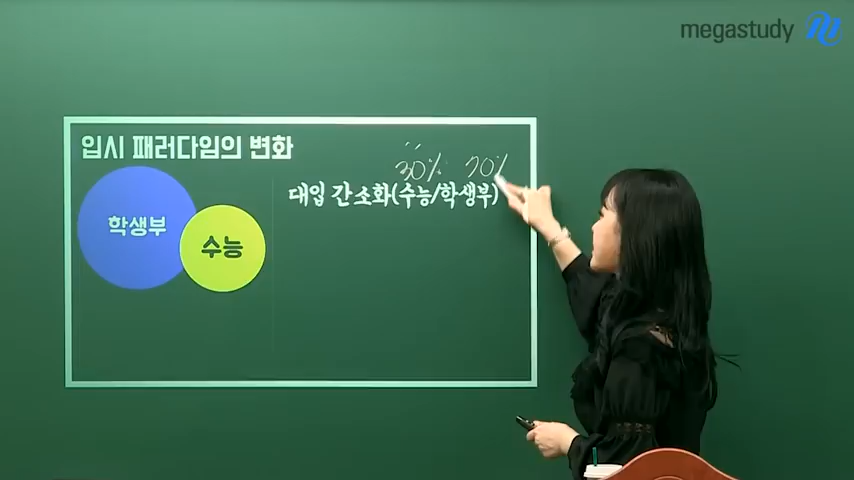 megastudy
입시 패러다임의 변화
30% 70%
대입 간소화(수능/학생부)
학생부
수능